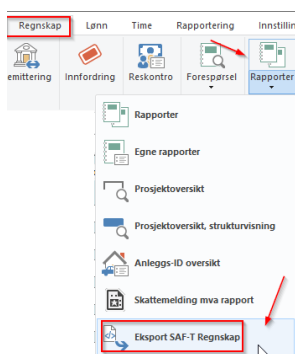 Regnskap Lønn Time Rapportering Innstillin
emittering Innfordring Reskontro Forespørsel Rapporter
Rapporter
Egne rapporter
Prosjektoversikt
Prosjektoversikt, strukturvisning
Anleggs-ID oversikt
Skattemelding mva rapport
Eksport SAF-T Regnskap